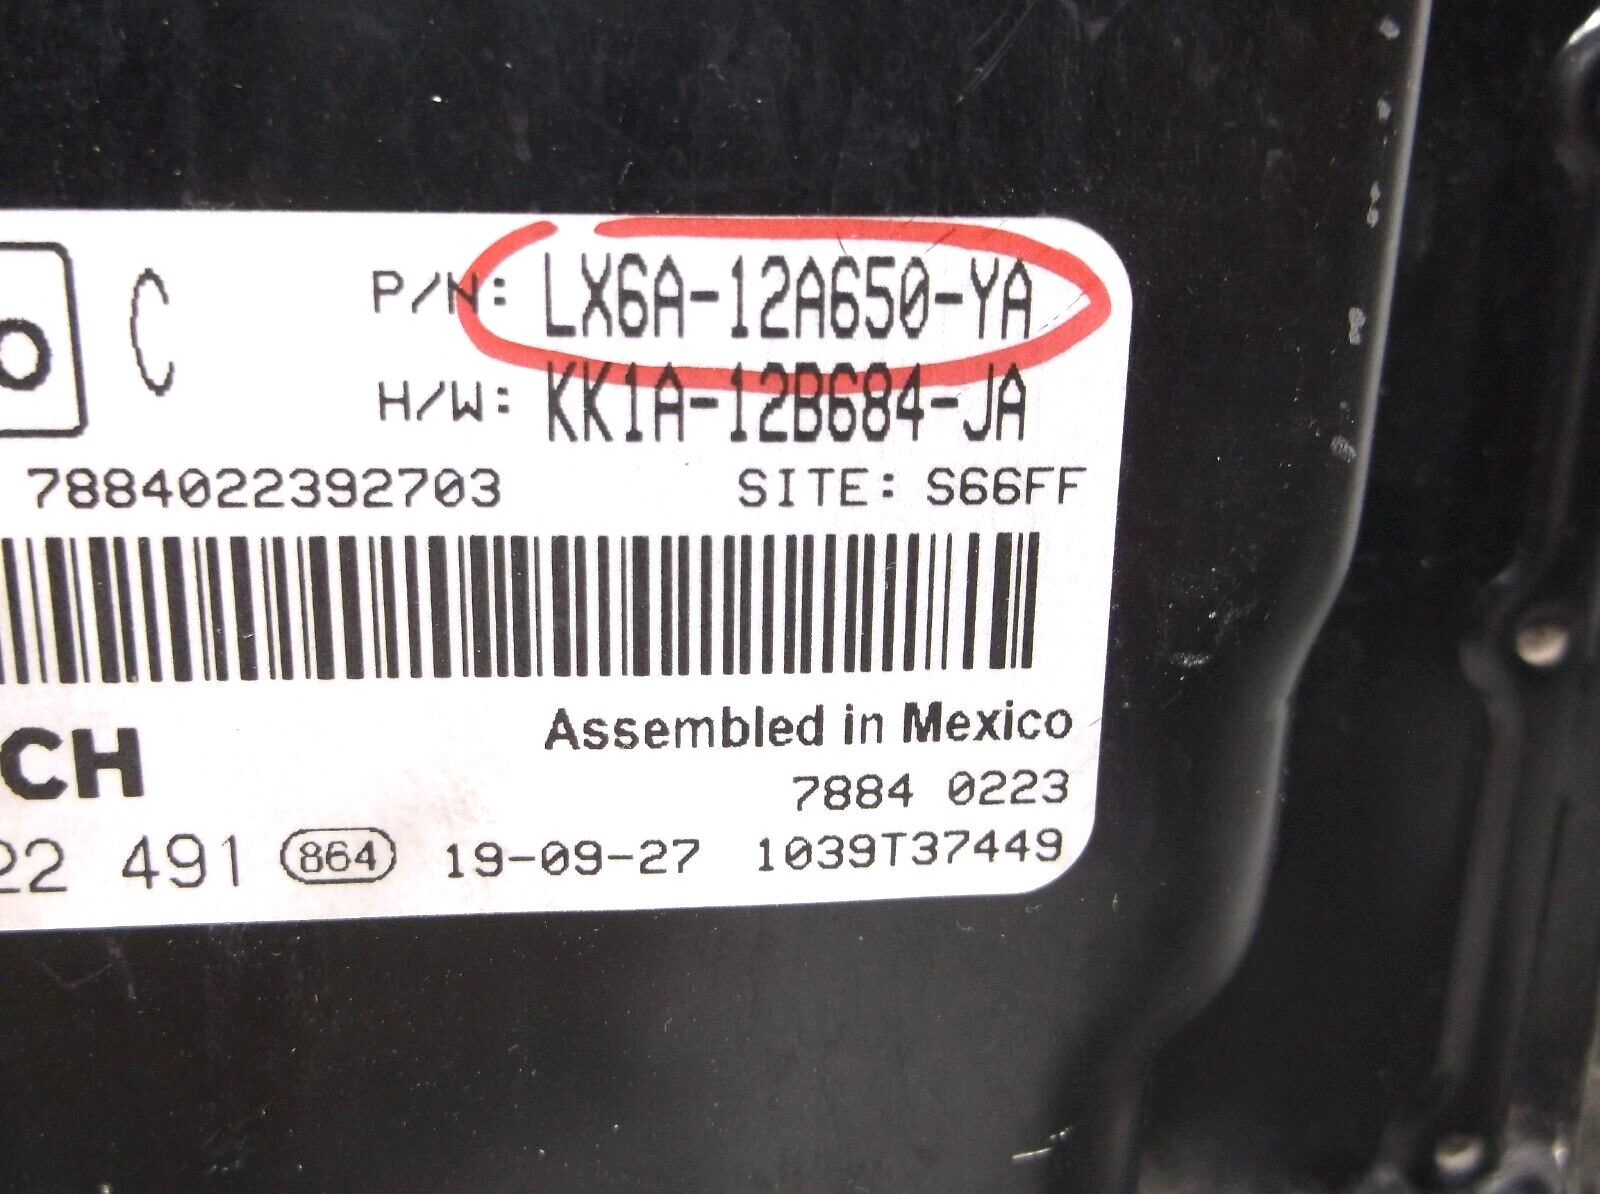 C P/N: LX6A-12A650-YA
H/W: KK1A-12B684-JA
7884022392703 SITE: S66FF
CH
Assembled in Mexico
7884 0223
22 491 864 19-09-27 1039T37449